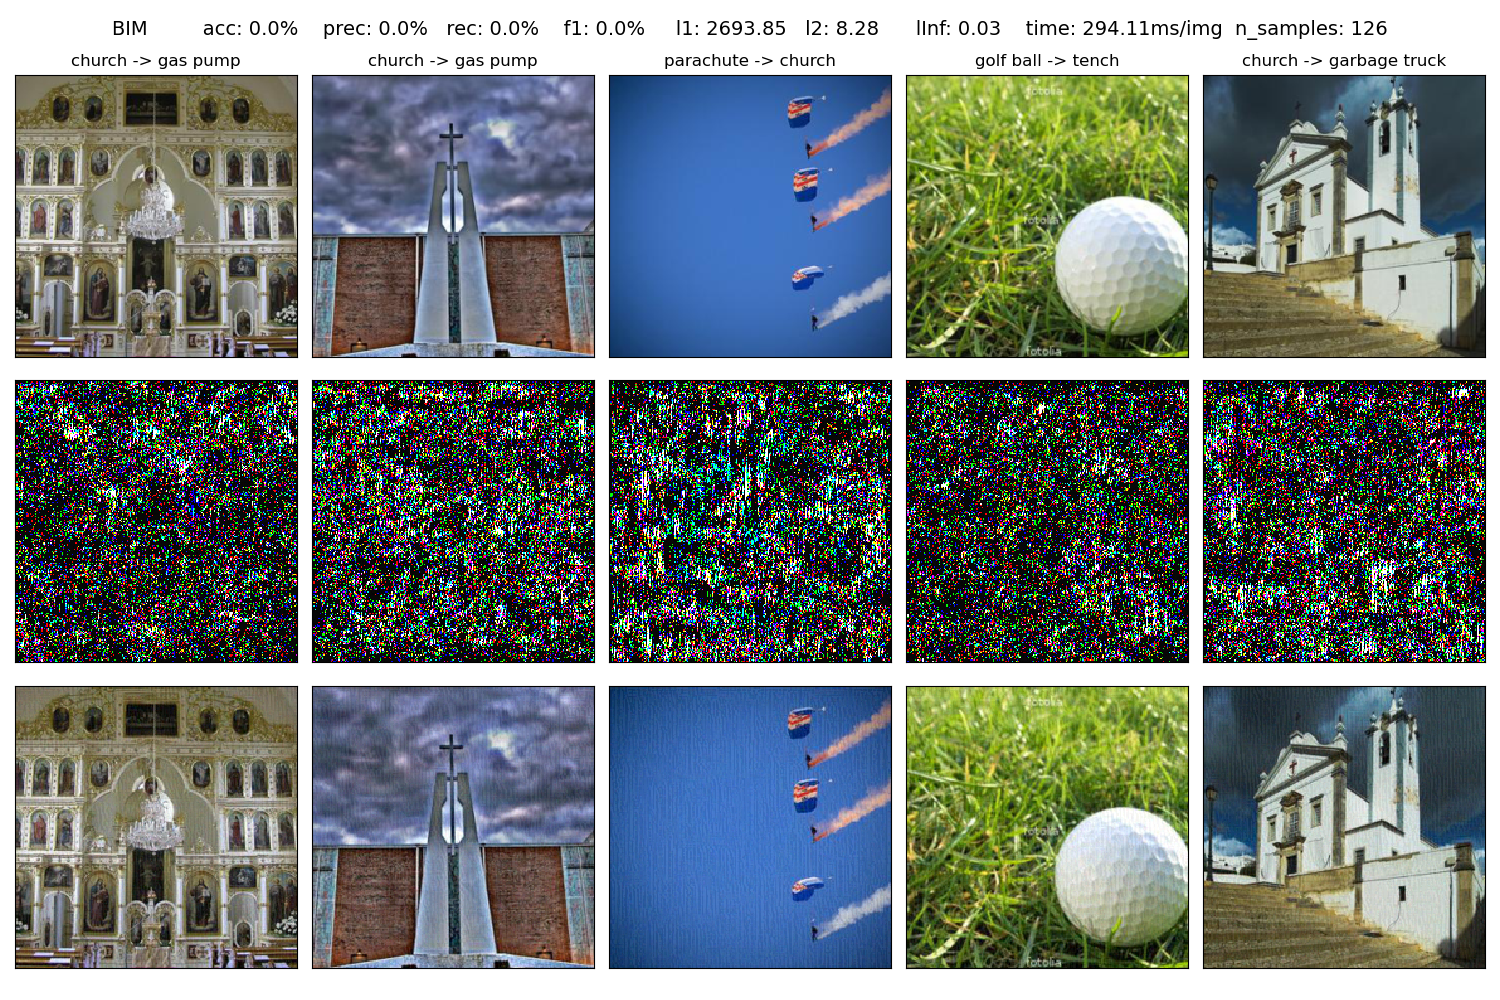 BIM acc: 0.0% prec: 0.0% rec: 0.0% f1: 0.0% l1: 2693.85 l2: 8.28 lInf: 0.03 time: 294.11ms/img n_samples: 126
church -> gas pump church -> gas pump parachute -> church golf ball -> tench church -> garbage truck
fotolia
fotolia
fotolia
fotolia
fotolia
fotolia